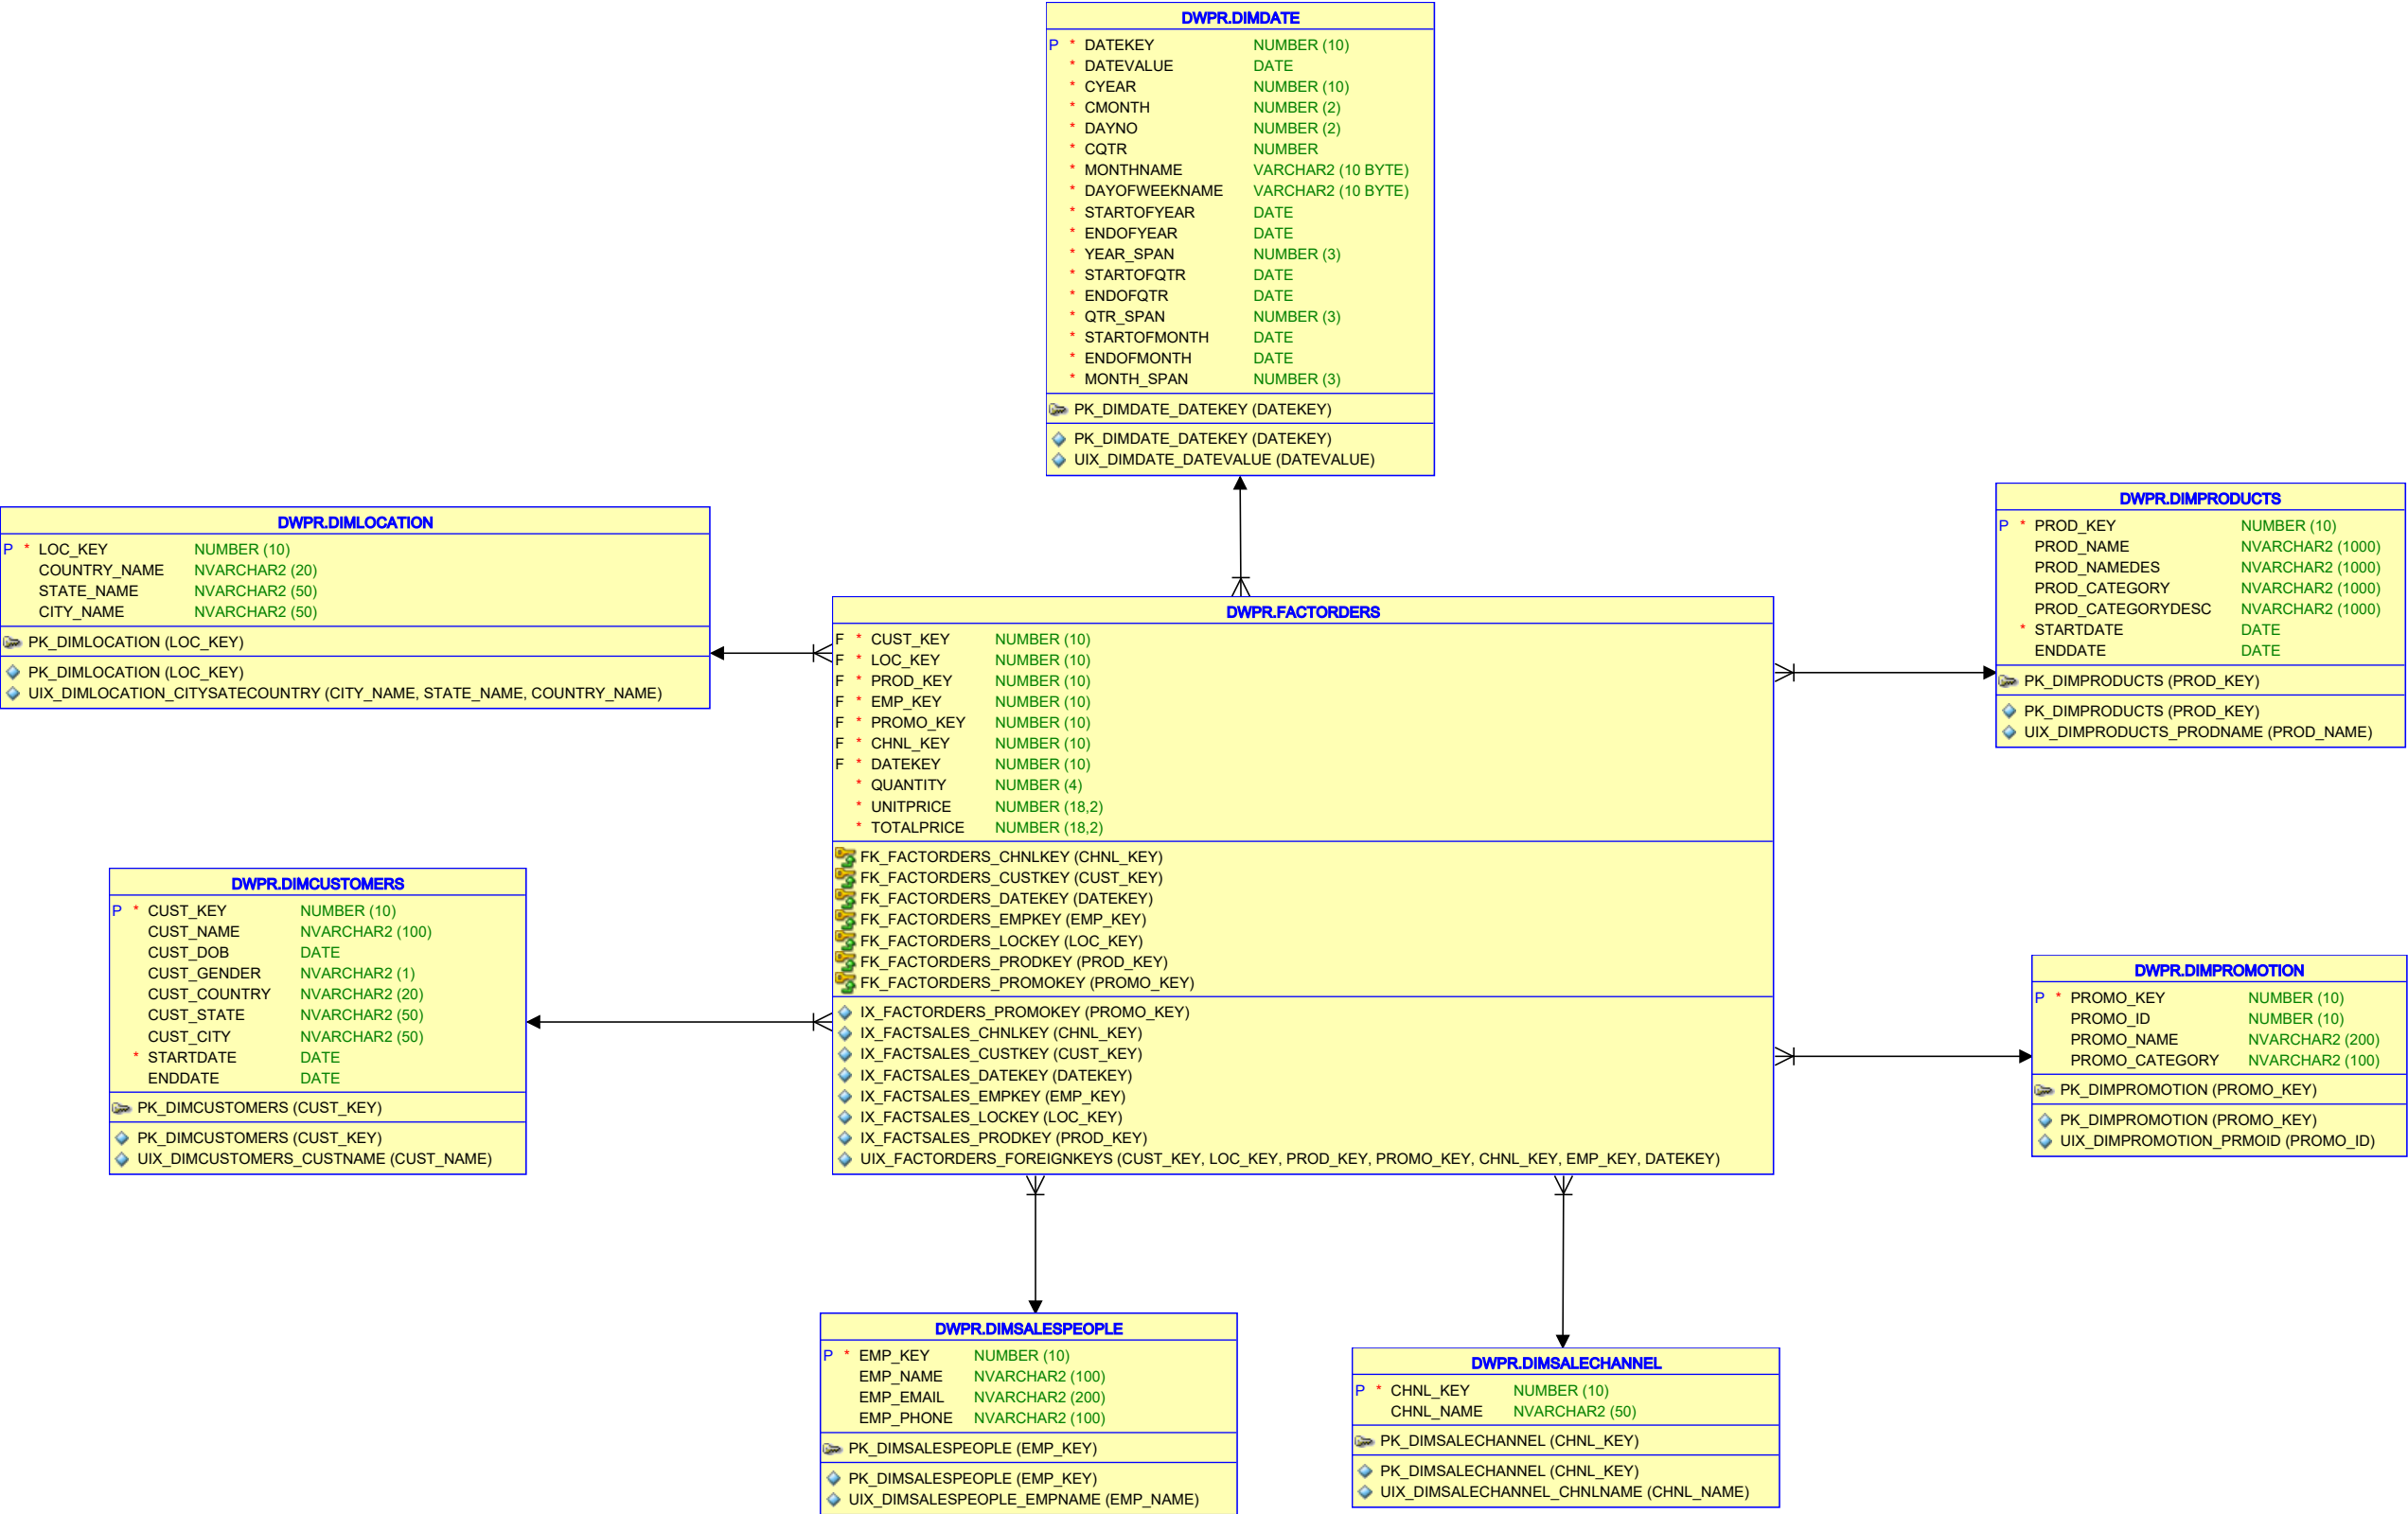 DWPR.DIMDATE
P * DATEKEY NUMBER (10)
* DATEVALUE DATE
* CYEAR NUMBER (10)
* CMONTH NUMBER (2)
* DAYNO NUMBER (2)
* CQTR NUMBER
* MONTHNAME VARCHAR2 (10 BYTE)
* DAYOFWEEKNAME VARCHAR2 (10 BYTE)
* STARTOFYEAR DATE
* ENDOFYEAR DATE
* YEAR_SPAN NUMBER (3)
* STARTOFQTR DATE
* ENDOFQTR DATE
* QTR_SPAN NUMBER (3)
* STARTOFMONTH DATE
* ENDOFMONTH DATE
* MONTH_SPAN NUMBER (3)
PK_DIMDATE_DATEKEY (DATEKEY)
PK_DIMDATE_DATEKEY (DATEKEY)
UIX_DIMDATE_DATEVALUE (DATEVALUE)
DWPR.DIMLOCATION
P * LOC_KEY NUMBER (10)
COUNTRY_NAME NVARCHAR2 (20)
STATE_NAME NVARCHAR2 (50)
CITY_NAME NVARCHAR2 (50)
PK_DIMLOCATION (LOC_KEY)
PK_DIMLOCATION (LOC_KEY)
UIX_DIMLOCATION_CITYSATECOUNTRY (CITY_NAME, STATE_NAME, COUNTRY_NAME)
DWPR.DIMPRODUCTS
P * PROD_KEY NUMBER (10)
PROD_NAME NVARCHAR2 (1000)
PROD_NAMEDES NVARCHAR2 (1000)
PROD_CATEGORY NVARCHAR2 (1000)
PROD_CATEGORYDESC NVARCHAR2 (1000)
* STARTDATE DATE
ENDDATE DATE
PK_DIMPRODUCTS (PROD_KEY)
PK_DIMPRODUCTS (PROD_KEY)
UIX_DIMPRODUCTS_PRODNAME (PROD_NAME)
DWPR.FACTORDERS
F * CUST_KEY NUMBER (10)
F * LOC_KEY NUMBER (10)
F * PROD_KEY NUMBER (10)
F * EMP_KEY NUMBER (10)
F * PROMO_KEY NUMBER (10)
F * CHNL_KEY NUMBER (10)
F * DATEKEY NUMBER (10)
* QUANTITY NUMBER (4)
* UNITPRICE NUMBER (18,2)
* TOTALPRICE NUMBER (18,2)
FK_FACTORDERS_CHNLKEY (CHNL_KEY)
FK_FACTORDERS_CUSTKEY (CUST_KEY)
FK_FACTORDERS_DATEKEY (DATEKEY)
FK_FACTORDERS_EMPKEY (EMP_KEY)
FK_FACTORDERS_LOCKEY (LOC_KEY)
FK_FACTORDERS_PRODKEY (PROD_KEY)
FK_FACTORDERS_PROMOKEY (PROMO_KEY)
IX_FACTORDERS_PROMOKEY (PROMO_KEY)
IX_FACTSALES_CHNLKEY (CHNL_KEY)
IX_FACTSALES_CUSTKEY (CUST_KEY)
IX_FACTSALES_DATEKEY (DATEKEY)
IX_FACTSALES_EMPKEY (EMP_KEY)
IX_FACTSALES_LOCKEY (LOC_KEY)
IX_FACTSALES_PRODKEY (PROD_KEY)
UIX_FACTORDERS_FOREIGNKEYS (CUST_KEY, LOC_KEY, PROD_KEY, PROMO_KEY, CHNL_KEY, EMP_KEY, DATEKEY)
DWPR.DIMCUSTOMERS
P * CUST_KEY NUMBER (10)
CUST_NAME NVARCHAR2 (100)
CUST_DOB DATE
CUST_GENDER NVARCHAR2 (1)
CUST_COUNTRY NVARCHAR2 (20)
CUST_STATE NVARCHAR2 (50)
CUST_CITY NVARCHAR2 (50)
* STARTDATE DATE
ENDDATE DATE
PK_DIMCUSTOMERS (CUST_KEY)
PK_DIMCUSTOMERS (CUST_KEY)
UIX_DIMCUSTOMERS_CUSTNAME (CUST_NAME)
DWPR.DIMPROMOTION
P * PROMO_KEY NUMBER (10)
PROMO_ID NUMBER (10)
PROMO_NAME NVARCHAR2 (200)
PROMO_CATEGORY NVARCHAR2 (100)
PK_DIMPROMOTION (PROMO_KEY)
PK_DIMPROMOTION (PROMO_KEY)
UIX_DIMPROMOTION_PRMOID (PROMO_ID)
DWPR.DIMSALESPEOPLE
P * EMP_KEY NUMBER (10)
EMP_NAME NVARCHAR2 (100)
EMP_EMAIL NVARCHAR2 (200)
EMP_PHONE NVARCHAR2 (100)
PK_DIMSALESPEOPLE (EMP_KEY)
PK_DIMSALESPEOPLE (EMP_KEY)
UIX_DIMSALESPEOPLE_EMPNAME (EMP_NAME)
DWPR.DIMSALECHANNEL
P * CHNL_KEY NUMBER (10)
CHNL_NAME NVARCHAR2 (50)
PK_DIMSALECHANNEL (CHNL_KEY)
PK_DIMSALECHANNEL (CHNL_KEY)
UIX_DIMSALECHANNEL_CHNLNAME (CHNL_NAME)